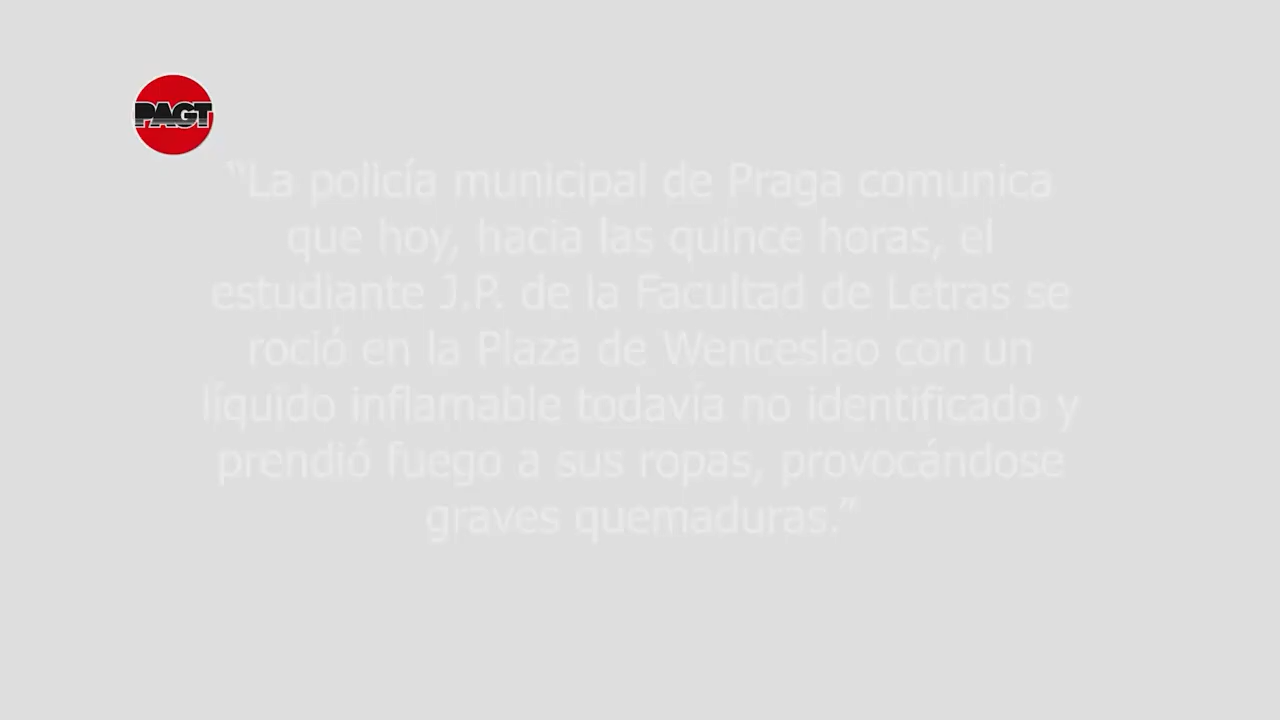 PAGT
“La policía municipal de Praga comunica
que hoy, hacia las quince horas, el
estudiante J.P. de la Facultad de Letras se
roció en la Plaza de Wenceslao con un
líquido inflamable todavía no identificado y
prendió fuego a sus ropas, provocándose
graves quemaduras.”